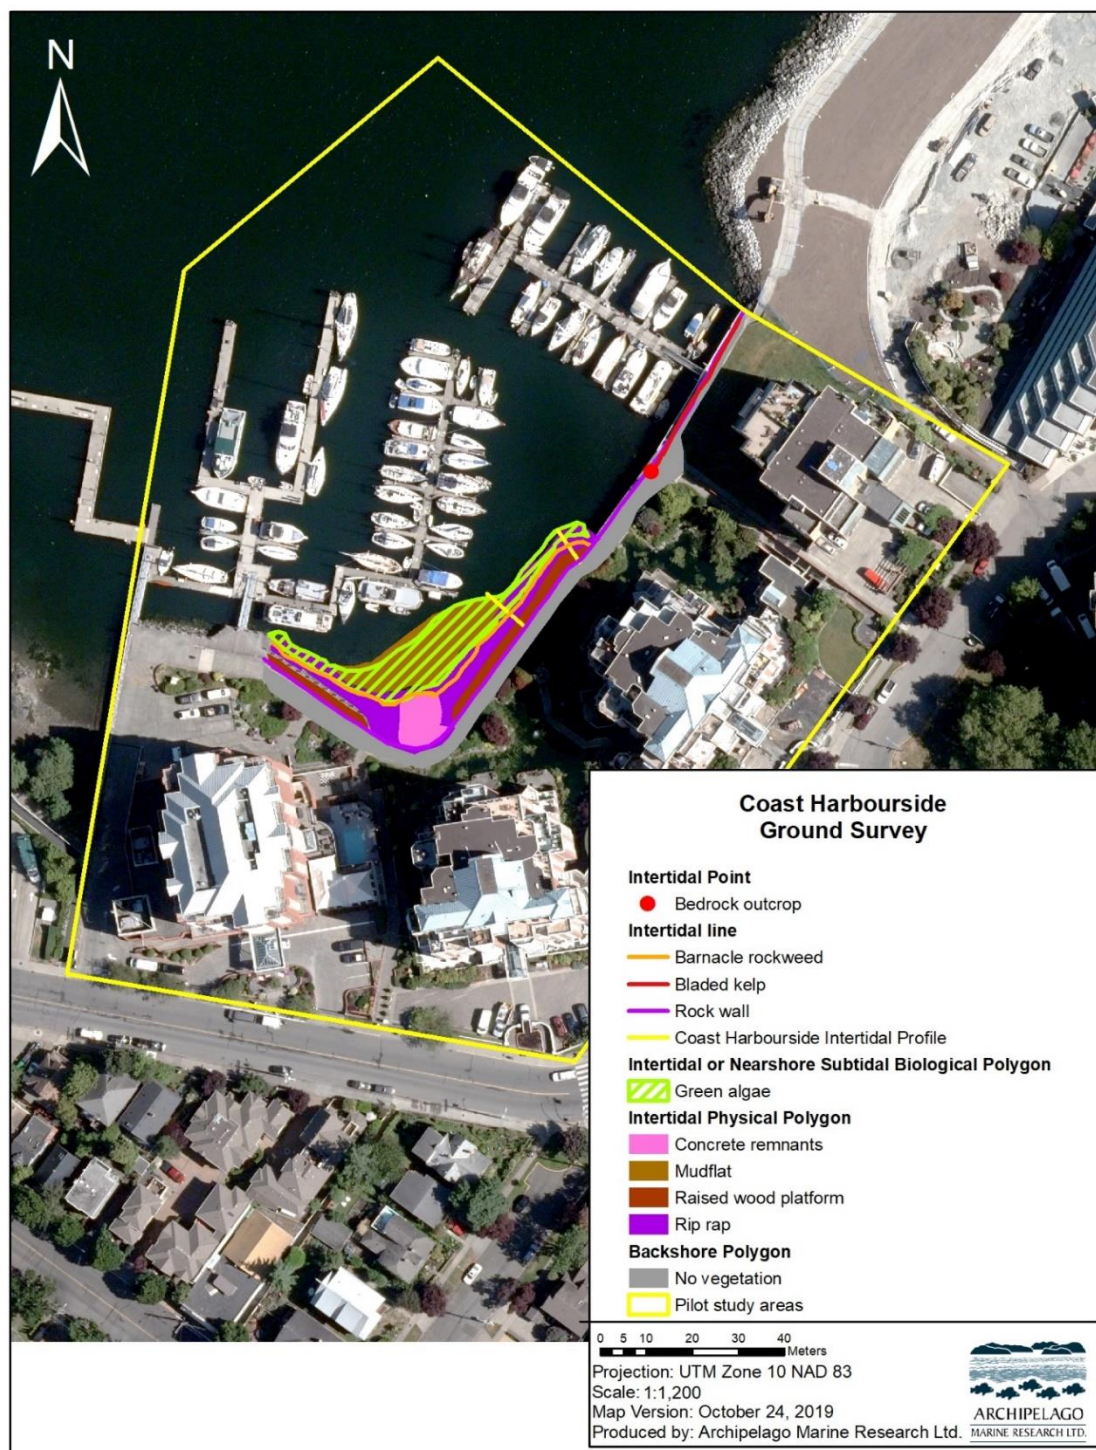 N
Coast Harbourside
Ground Survey
Intertidal Point
Bedrock outcrop
Intertidal line
Barnacle rockweed
Bladed kelp
Rock wall
Coast Harbourside Intertidal Profile
Intertidal or Nearshore Subtidal Biological Polygon
Green algae
Intertidal Physical Polygon
Concrete remnants
Mudflat
Raised wood platform
Rip rap
Backshore Polygon
No vegetation
Pilot study areas
0 5 10 20 30 40
Meters
Projection: UTM Zone 10 NAD 83
Scale: 1:1,200
Map Version: October 24, 2019
Produced by: Archipelago Marine Research Ltd.
ARCHIPELAGO
MARINE RESEARCH LTD.